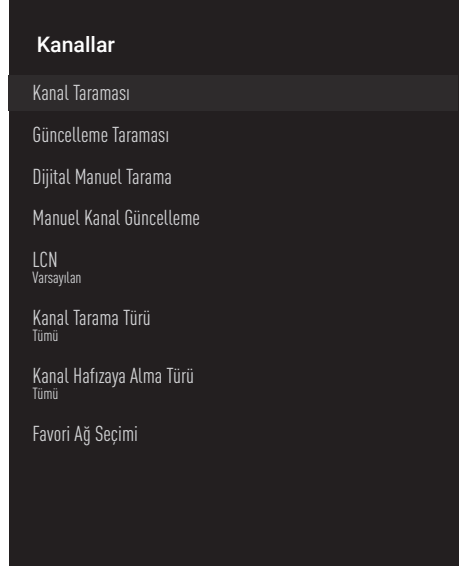 Kanallar
Kanal Taraması
Güncelleme Taraması
Dijital Manuel Tarama
Manuel Kanal Güncelleme
LCN
Varsayılan
Kanal Tarama Türü
Tümü
Kanal Hafızaya Alma Türü
Tümü
Favori Ağ Seçimi